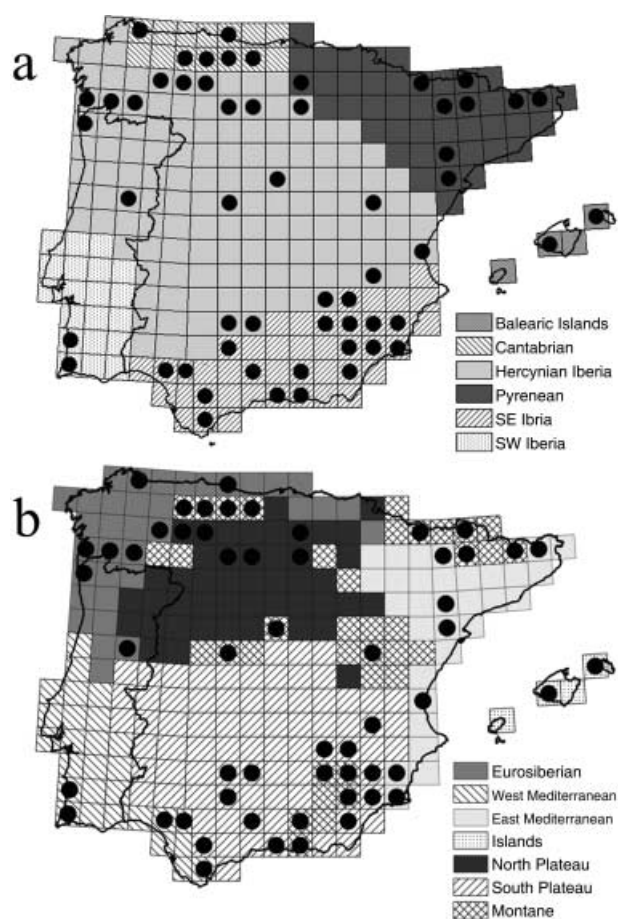 a
Balearic Islands
Cantabrian
Hercynian Iberia
Pyrenean
SE Ibria
SW Iberia
b
Eurosiberian
West Mediterranean
East Mediterranean
Islands
North Plateau
South Plateau
Montane